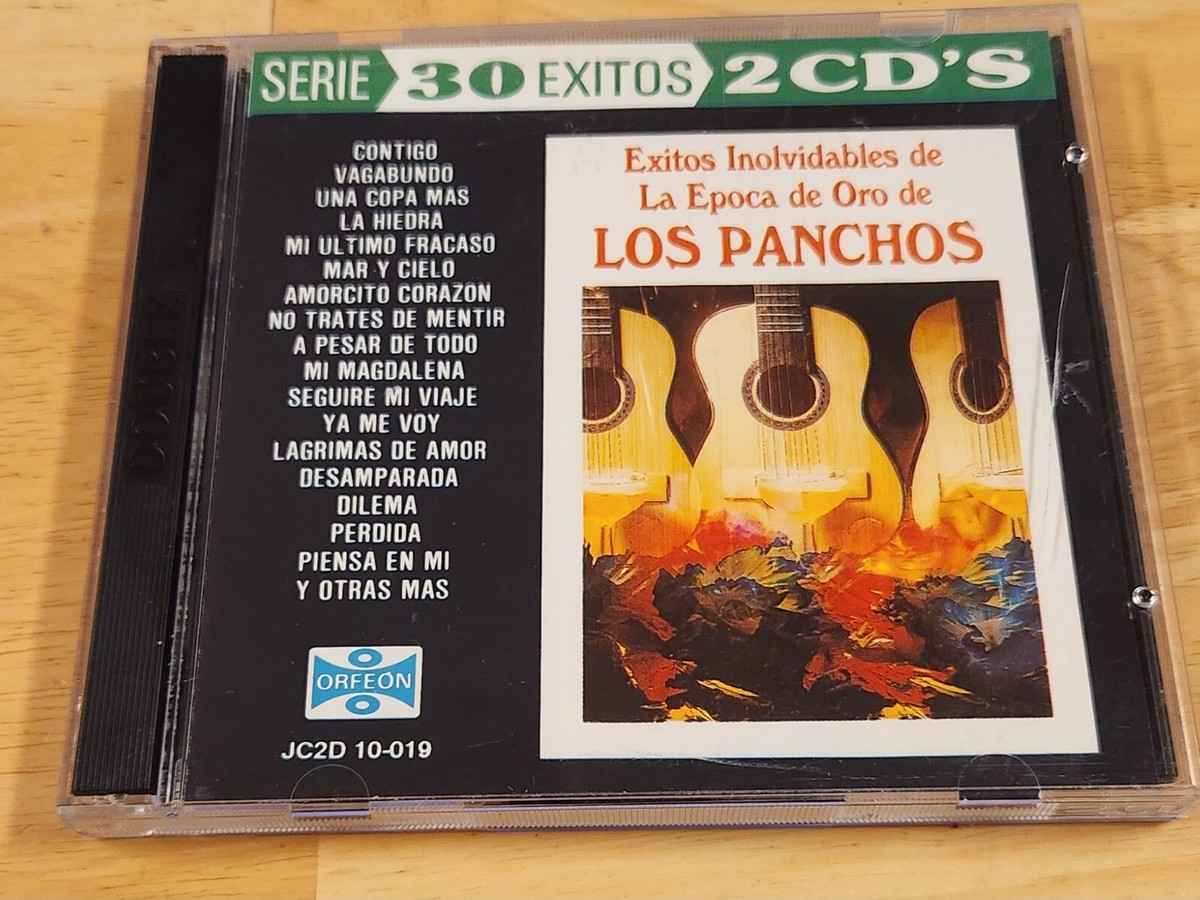 SERIE 30 EXITOS 2 CD'S
CONTIGO
VAGABUNDO
UNA COPA MAS
LA HIEDRA
MI ULTIMO FRACASO
MAR Y CIELO
AMORCITO CORAZON
NO TRATES DE MENTIR
A PESAR DE TODO
MI MAGDALENA
SEGUIRE MI VIAJE
YA ME VOY
LAGRIMAS DE AMOR
DESAMPARADA
DILEMA
PERDIDA
PIENSA EN MI
Y OTRAS MAS
ORFEÓN
JC2D 10-019
Exitos Inolvidables de
La Epoca de Oro de
LOS PANCHOS
DOUBLE